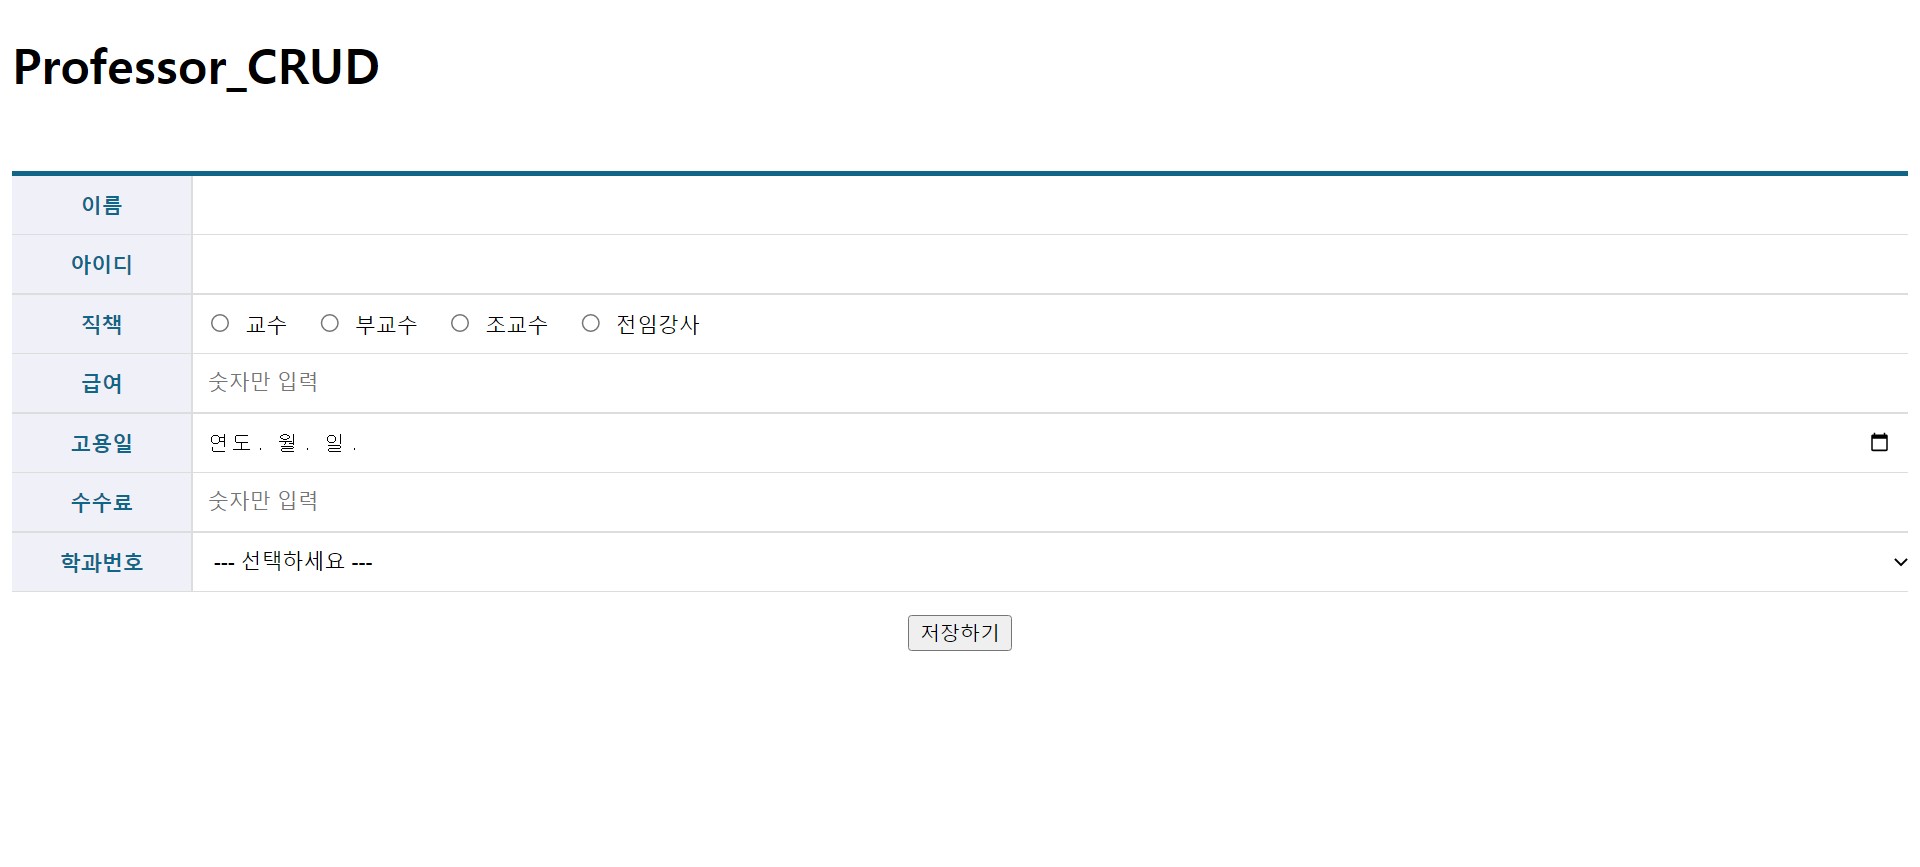 Professor_CRUD
이름
아이디
직책 교수 부교수 조교수 전임강사
급여 숫자만 입력
고용일 연도. 월. 일.
수수료 숫자만 입력
학과번호 --- 선택하세요 ---
저장하기